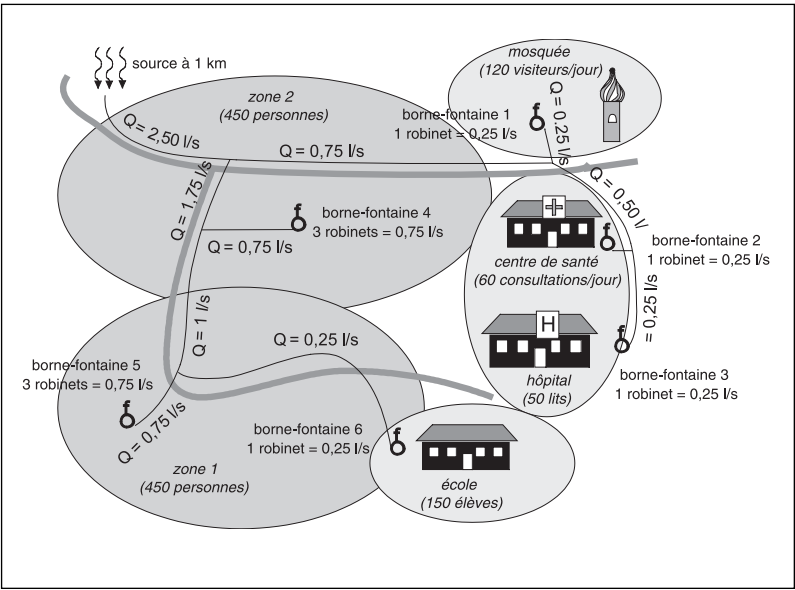 source à 1 km
zone 2
(450 personnes)
mosquée
(120 visiteurs/jour)
borne-fontaine 1
1 robinet = 0,25 l/s
Q = 0.25 l/s
Q = 2,50 l/s
Q = 0,75 l/s
Q = 1,75 l/s
Q = 0,50 l/
borne-fontaine 4
3 robinets = 0,75 l/s
Q = 0,75 l/s
centre de santé
(60 consultations/jour)
borne-fontaine 2
1 robinet = 0,25 l/s
= 0,25 l/s
Q = 1 l/s
Q = 0,25 l/s
H
hôpital
(50 lits)
borne-fontaine 3
1 robinet = 0,25 l/s
borne-fontaine 5
3 robinets = 0,75 l/s
Q = 0,75 l/s
borne-fontaine 6
1 robinet = 0,25 l/s
zone 1
(450 personnes)
école
(150 élèves)